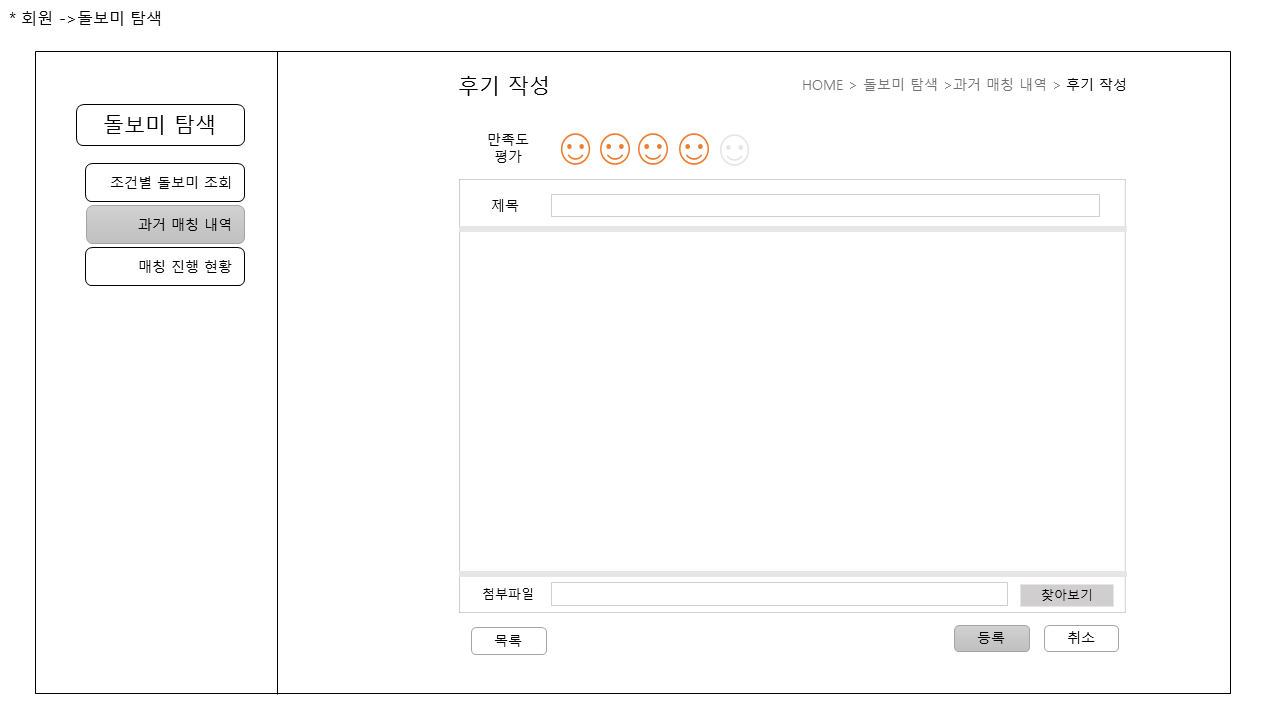 * 회원 ->돌보미 탐색
돌보미 탐색
조건별 돌보미 조회
과거 매칭 내역
매칭 진행 현황
후기 작성
HOME > 돌보미 탐색 >과거 매칭 내역 > 후기 작성
만족도
평가
제목
첨부파일
찾아보기
목록
등록
취소